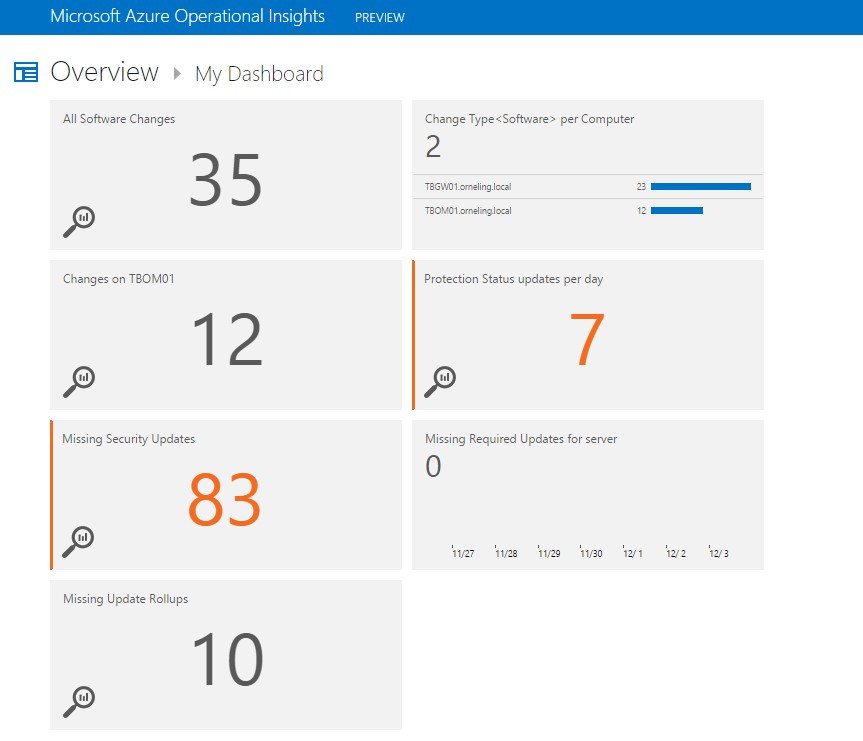 Microsoft Azure Operational Insights PREVIEW
Overview My Dashboard
All Software Changes
35
Change Type<Software> per Computer
2
TBGW01.orneling.local 23
TBOM01.orneling.local 12
Changes on TBOM01
12
Protection Status updates per day
7
Missing Security Updates
83
Missing Required Updates for server
0
11/27 11/28 11/29 11/30 12/ 1 12/ 2 12/ 3
Missing Update Rollups
10